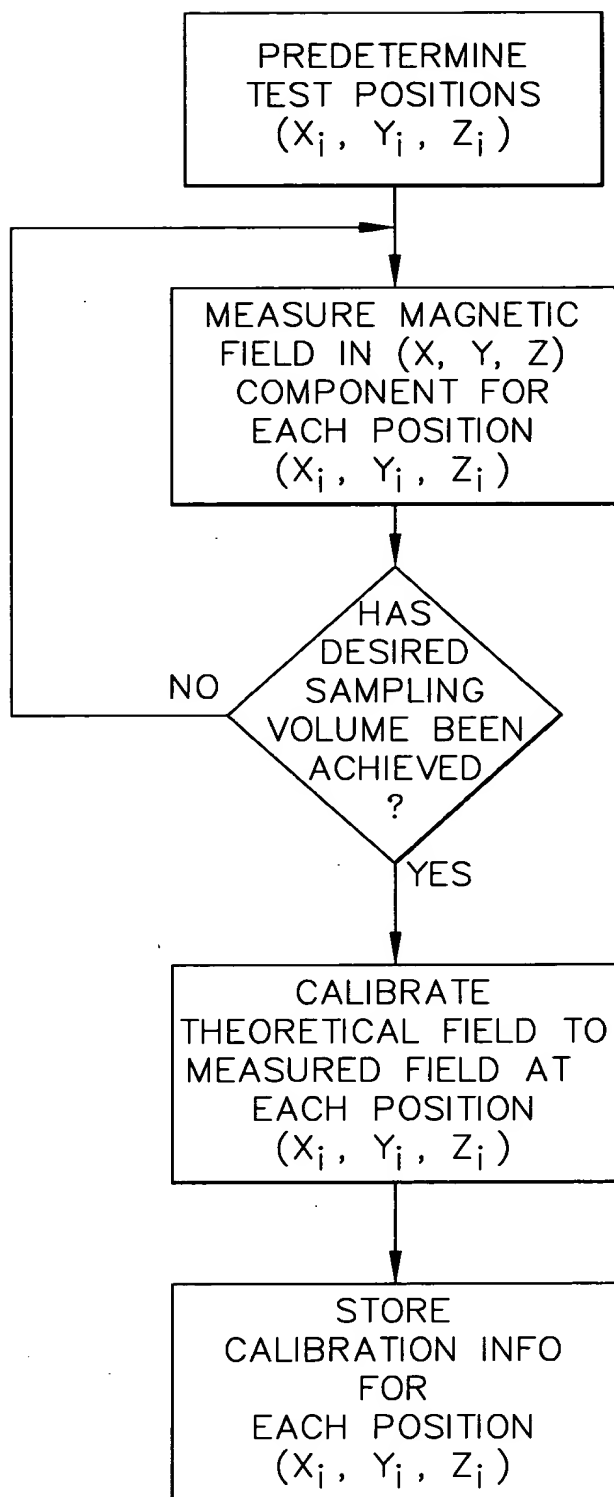 PREDETERMINE
TEST POSITIONS
(Xi, Yi, Zi)
MEASURE MAGNETIC
FIELD IN (X, Y, Z)
COMPONENT FOR
EACH POSITION
(Xi, Yi, Zi)
HAS
DESIRED
SAMPLING
VOLUME BEEN
ACHIEVED
?
NO
YES
CALIBRATE
THEORETICAL FIELD TO
MEASURED FIELD AT
EACH POSITION
(Xi, Yi, Zi)
STORE
CALIBRATION INFO
FOR
EACH POSITION
(Xi, Yi, Zi)